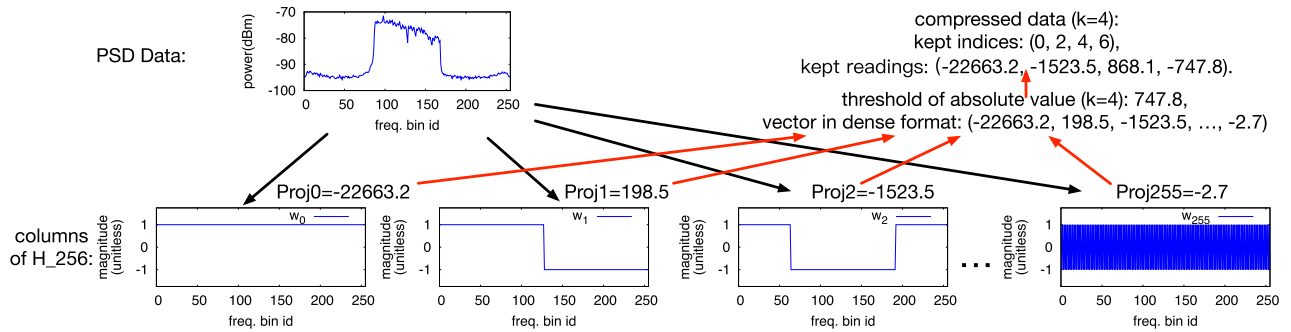 PSD Data:
power(dBm)
-70
-80
-90
-100
0 50 100 150 200 250
freq. bin id
compressed data (k=4):
kept indices: (0, 2, 4, 6),
kept readings: (-22663.2, -1523.5, 868.1, -747.8).
threshold of absolute value (k=4): 747.8,
vector in dense format: (-22663.2, 198.5, -1523.5, ..., -2.7)
Proj0=-22663.2
Proj1=198.5
Proj2=-1523.5
Proj255=-2.7
columns
of H_256:
magnitude
(unitless)
1
0
-1
w0
0 50 100 150 200 250
freq. bin id
magnitude
(unitless)
1
0
-1
w1
0 50 100 150 200 250
freq. bin id
magnitude
(unitless)
1
0
-1
w2
0 50 100 150 200 250
freq. bin id
...
magnitude
(unitless)
1
0
-1
w255
0 50 100 150 200 250
freq. bin id